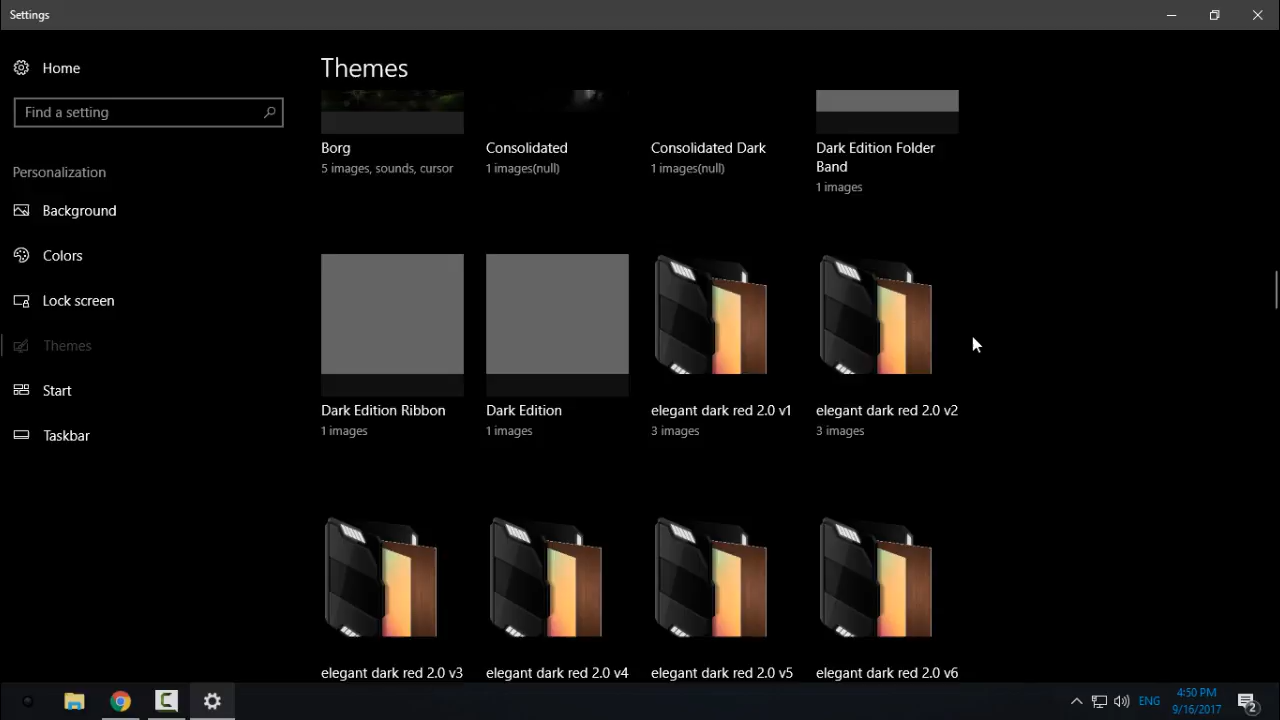 Settings
Home
Find a setting
Personalization
Background
Colors
Lock screen
Themes
Start
Taskbar
Themes
Borg
5 images, sounds, cursor
Consolidated
1 images(null)
Consolidated Dark
1 images(null)
Dark Edition Folder
Band
1 images
Dark Edition Ribbon
1 images
Dark Edition
1 images
elegant dark red 2.0 v1
3 images
elegant dark red 2.0 v2
3 images
elegant dark red 2.0 v3
elegant dark red 2.0 v4
elegant dark red 2.0 v5
elegant dark red 2.0 v6
ENG
4:50 PM
9/16/2017
2